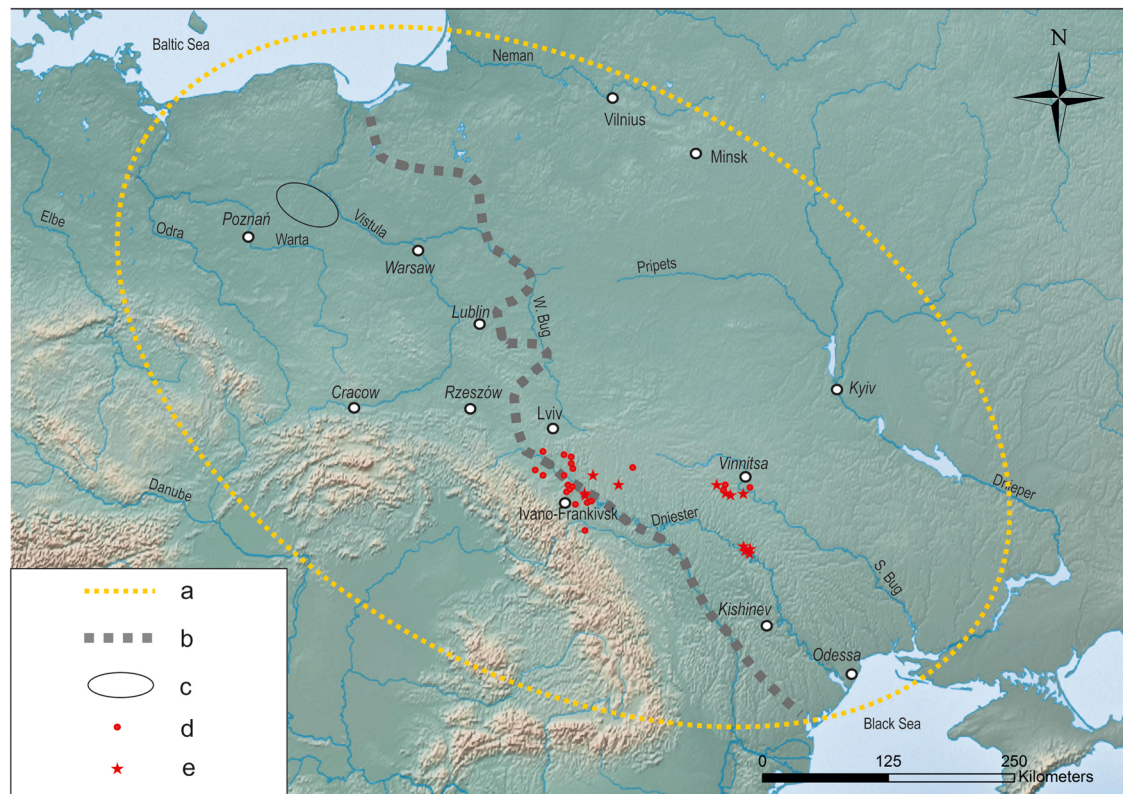 Baltic Sea
Neman
N
Vilnius
Minsk
Elbe
Odra
Poznań
Warta
Vistula
Warsaw
Pripets
W. Bug
Lublin
Cracow
Rzeszów
Lviv
Kyiv
Danube
Vinnitsa
Dnieper
Ivano-Frankivsk
Dniester
S. Bug
Kishinev
Odessa
Black Sea
a
b
c
d
e
0 125 250
Kilometers